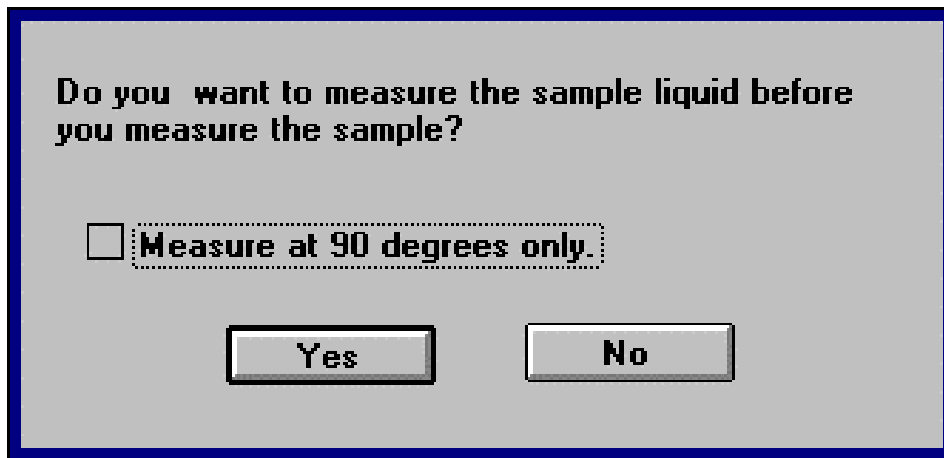 Do you  want to measure the sample liquid before
you measure the sample?
Measure at 90 degrees only.
Yes
No